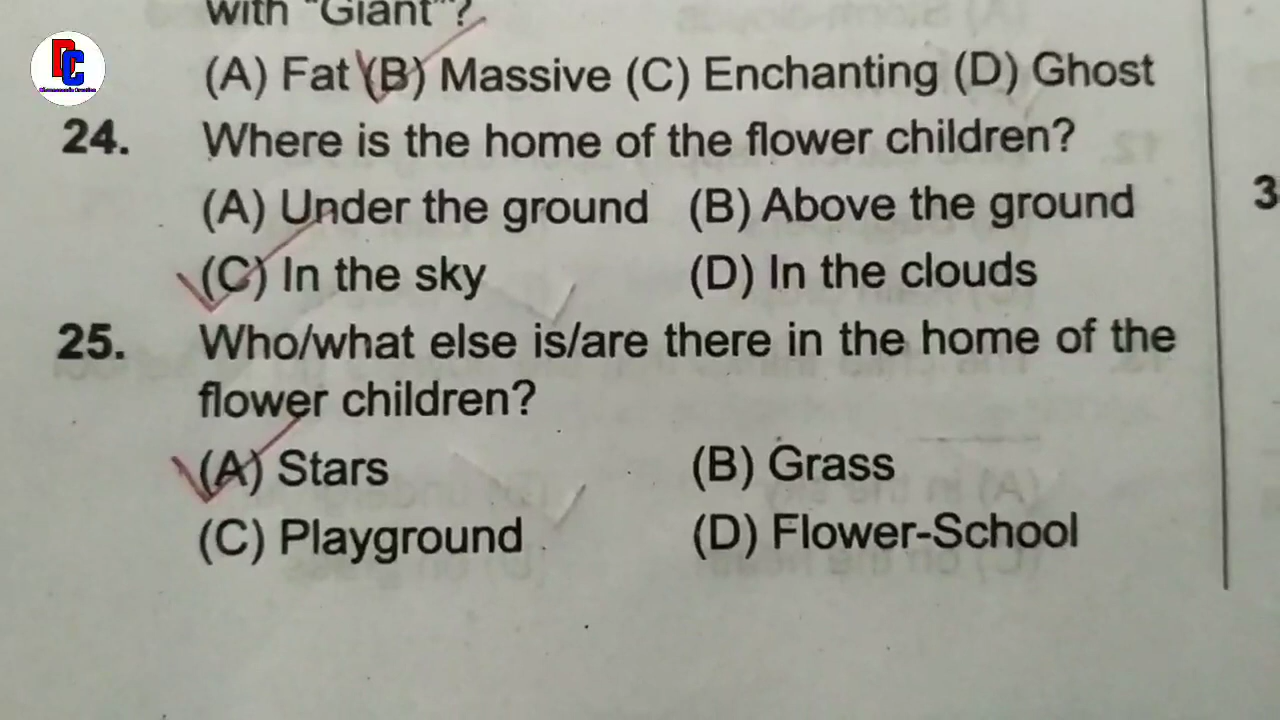 with "Giant"?
(A) Fat (B) Massive (C) Enchanting (D) Ghost
24. Where is the home of the flower children?
(A) Under the ground (B) Above the ground
(C) In the sky (D) In the clouds
25. Who/what else is/are there in the home of the
flower children?
(A) Stars (B) Grass
(C) Playground (D) Flower-School
3
DC